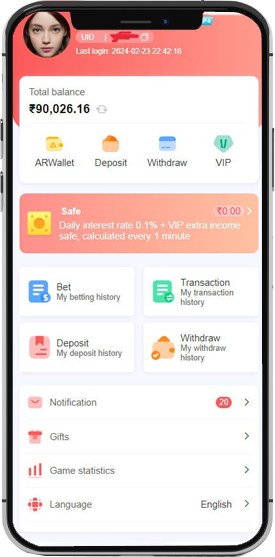 UID |
Last login: 2024-02-23 22:42:16
Total balance
₹90,026.16
ARWallet Deposit Withdraw VIP
Safe ₹0.00
Daily interest rate 0.1% + VIP extra income
safe, calculated every 1 minute
Bet
My betting history
Transaction
My transaction
history
Deposit
My deposit history
Withdraw
My withdraw
history
Notification 20
Gifts
Game statistics
Language English